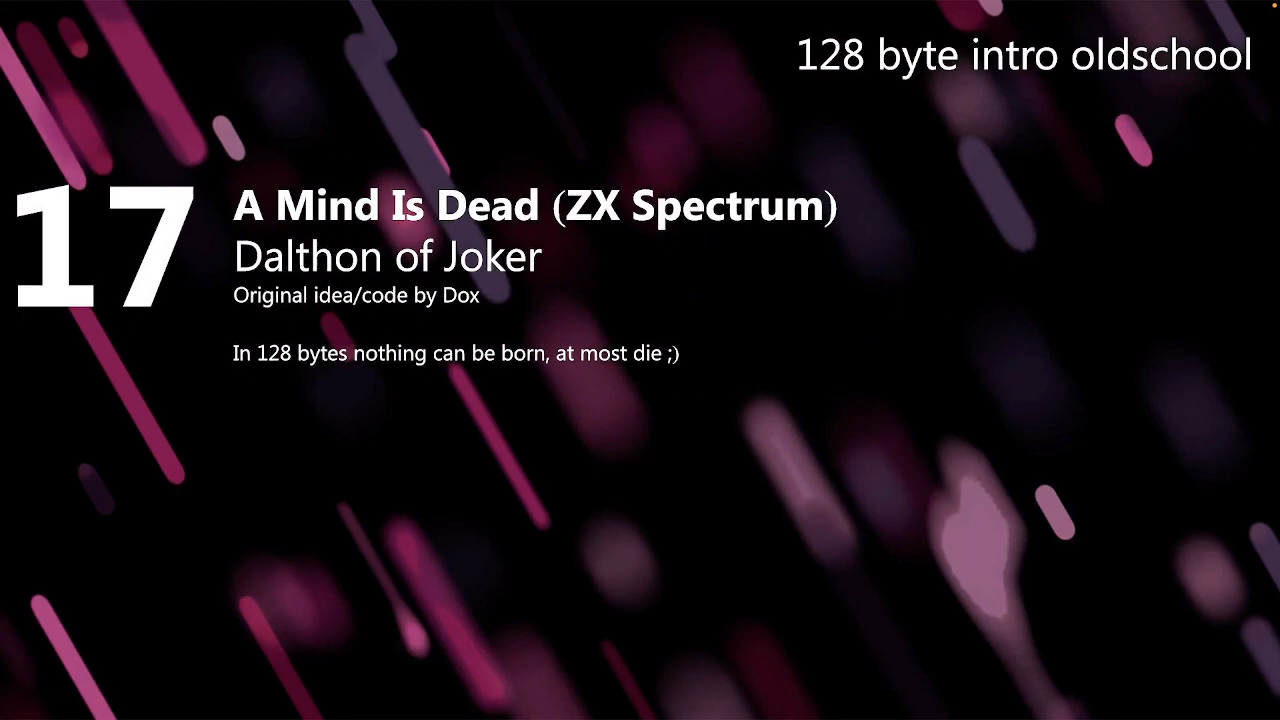 128 byte intro oldschool
17
A Mind Is Dead (ZX Spectrum)
Dalthon of Joker
Original idea/code by Dox
In 128 bytes nothing can be born, at most die ;)